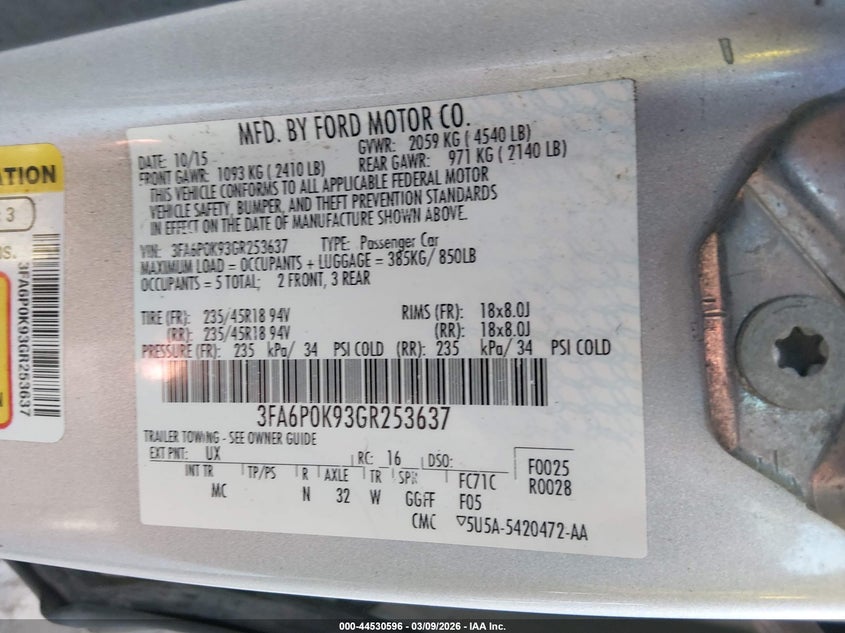 MFD. BY FORD MOTOR CO.
DATE: 10/15 GVWR: 2059 KG ( 4540 LB)
FRONT GAWR: 1093 KG ( 2410 LB) REAR GAWR: 971 KG ( 2140 LB)
THIS VEHICLE CONFORMS TO ALL APPLICABLE FEDERAL MOTOR
VEHICLE SAFETY, BUMPER, AND THEFT PREVENTION STANDARDS
IN EFFECT ON THE DATE OF MANUFACTURE SHOWN ABOVE.
VIN: 3FA6P0K93GR253637 TYPE: Passenger Car
MAXIMUM LOAD = OCCUPANTS + LUGGAGE = 385KG/ 850LB
OCCUPANTS = 5 TOTAL; 2 FRONT, 3 REAR
TIRE (FR): 235/45R18 94V RIMS (FR): 18x8.0J
(RR): 235/45R18 94V (RR): 18x8.0J
PRESSURE (FR): 235 kPa/ 34 PSI COLD (RR): 235 kPa/ 34 PSI COLD
3FA6P0K93GR253637
TRAILER TOWING - SEE OWNER GUIDE
EXT PNT: UX RC: 16 DSO: F0025
INT TR TP/PS R AXLE TR SPR FC71C R0028
MC N 32 W GGFF F05
CMC ▽5U5A-5420472-AA
ATION
3
3FA6P0K93GR253637
000-44530596 - 03/09/2026 - IAA Inc.